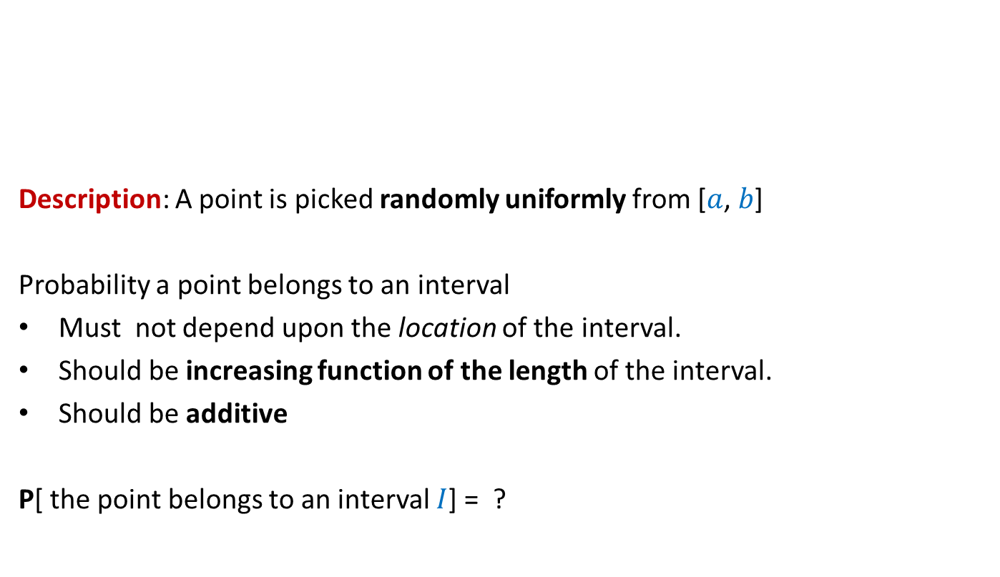 Description: A point is picked randomly uniformly from [a, b]
Probability a point belongs to an interval
• Must not depend upon the location of the interval.
• Should be increasing function of the length of the interval.
• Should be additive
P[ the point belongs to an interval I] = ?